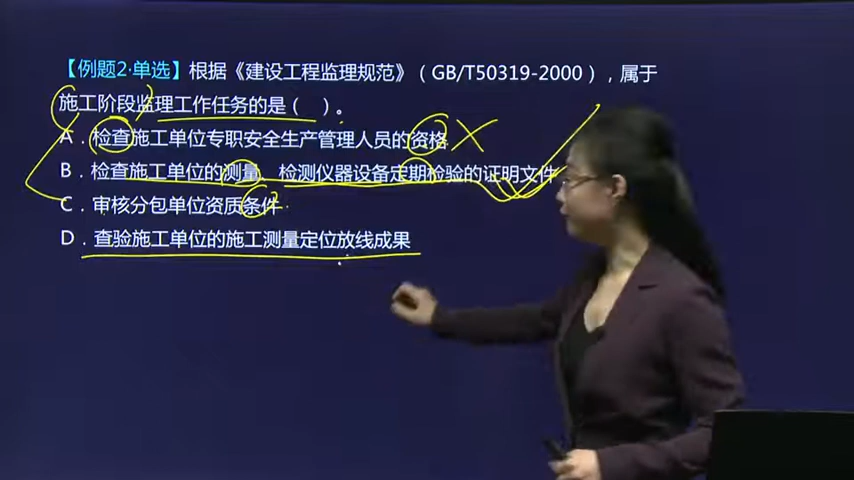 【例题2·单选】根据《建设工程监理规范》（GB/T50319-2000），属于
施工阶段监理工作任务的是（ ）。
A．检查施工单位专职安全生产管理人员的资格
B．检查施工单位的测量、检测仪器设备定期检验的证明文件
C．审核分包单位资质条件
D．查验施工单位的施工测量定位放线成果